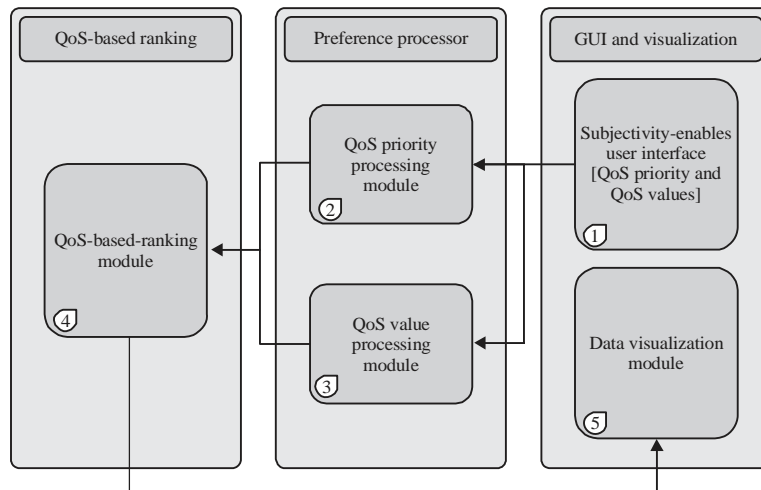 QoS-based ranking
QoS-based-ranking
module
4
Preference processor
QoS priority
processing
module
2
QoS value
processing
module
3
GUI and visualization
Subjectivity-enables
user interface
[QoS priority and
QoS values]
1
Data visualization
module
5